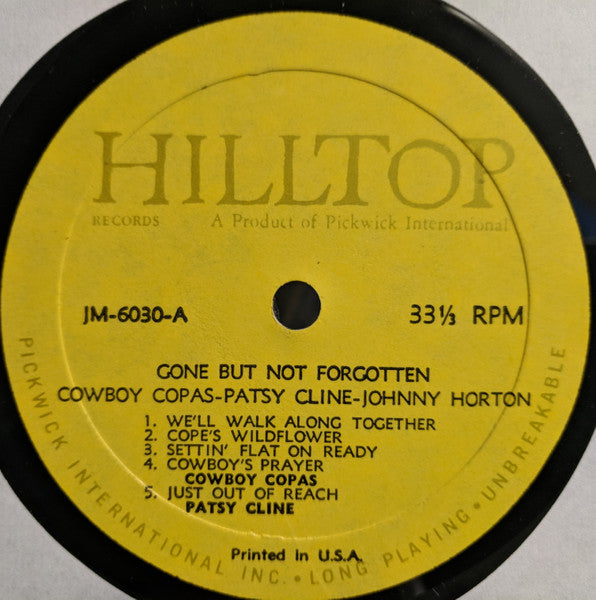 HILLTOP
RECORDS A Product of Pickwick International
JM-6030-A 33⅓ RPM
GONE BUT NOT FORGOTTEN
COWBOY COPAS-PATSY CLINE-JOHNNY HORTON
1. WE'LL WALK ALONG TOGETHER
2. COPE'S WILDFLOWER
3. SETTIN' FLAT ON READY
4. COWBOY'S PRAYER
COWBOY COPAS
5. JUST OUT OF REACH
PATSY CLINE
Printed In U.S.A.
PICKWICK INTERNATIONAL INC. • LONG PLAYING • UNBREAKABLE